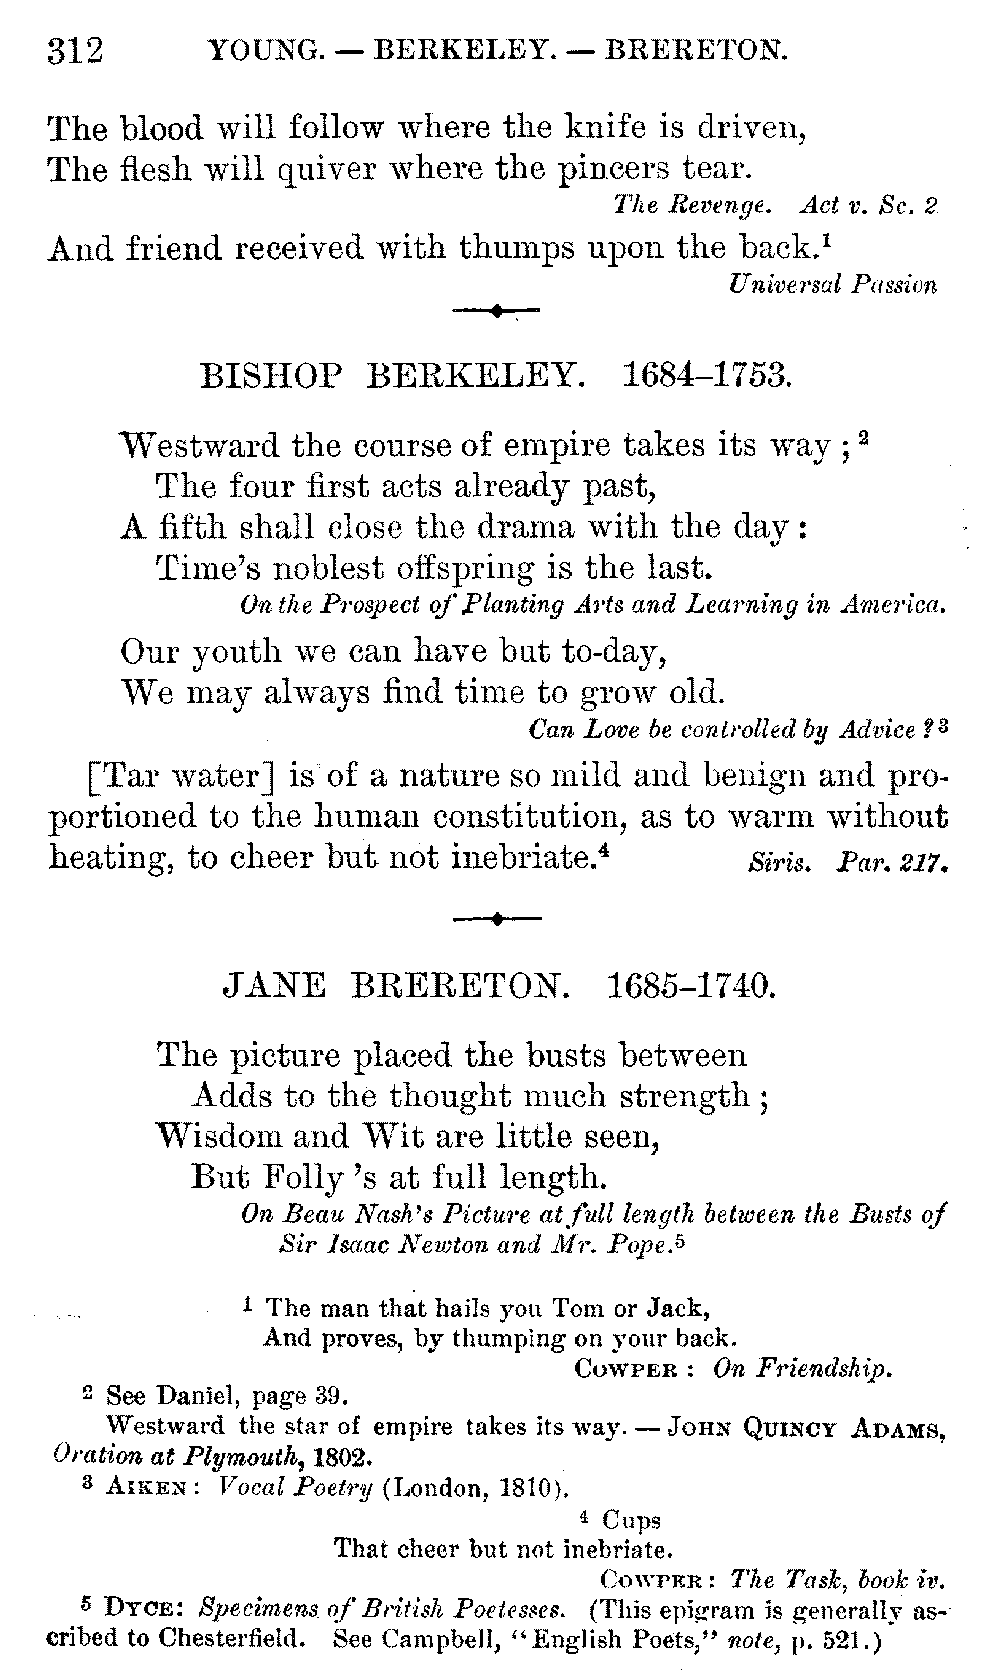 312 YOUNG. — BERKELEY. — BRERETON.
The blood will follow where the knife is driven,
The flesh will quiver where the pincers tear.
The Revenge. Act v. Sc. 2
And friend received with thumps upon the back.¹
Universal Passion
BISHOP BERKELEY. 1684–1753.
Westward the course of empire takes its way ; ²
The four first acts already past,
A fifth shall close the drama with the day :
Time's noblest offspring is the last.
On the Prospect of Planting Arts and Learning in America.
Our youth we can have but to-day,
We may always find time to grow old.
Can Love be controlled by Advice ? ³
[Tar water] is of a nature so mild and benign and pro-
portioned to the human constitution, as to warm without
heating, to cheer but not inebriate.⁴ Siris. Par. 217.
JANE BRERETON. 1685–1740.
The picture placed the busts between
Adds to the thought much strength ;
Wisdom and Wit are little seen,
But Folly 's at full length.
On Beau Nash's Picture at full length between the Busts of
Sir Isaac Newton and Mr. Pope.⁵
¹ The man that hails you Tom or Jack,
And proves, by thumping on your back.
COWPER : On Friendship.
² See Daniel, page 39.
Westward the star of empire takes its way. — JOHN QUINCY ADAMS,
Oration at Plymouth, 1802.
³ AIKEN : Vocal Poetry (London, 1810).
⁴ Cups
That cheer but not inebriate.
COWPER : The Task, book iv.
⁵ DYCE: Specimens of British Poetesses. (This epigram is generally as-
cribed to Chesterfield. See Campbell, "English Poets," note, p. 521.)